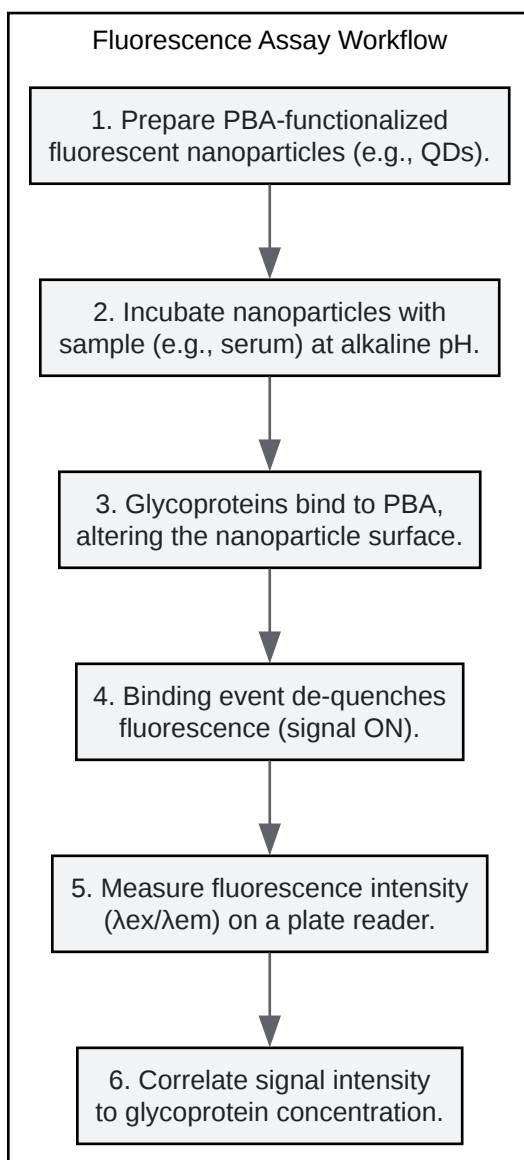 Fluorescence Assay Workflow
1. Prepare PBA-functionalized
fluorescent nanoparticles (e.g., QDs).
2. Incubate nanoparticles with
sample (e.g., serum) at alkaline pH.
3. Glycoproteins bind to PBA,
altering the nanoparticle surface.
4. Binding event de-quenches
fluorescence (signal ON).
5. Measure fluorescence intensity
(λex/λem) on a plate reader.
6. Correlate signal intensity
to glycoprotein concentration.